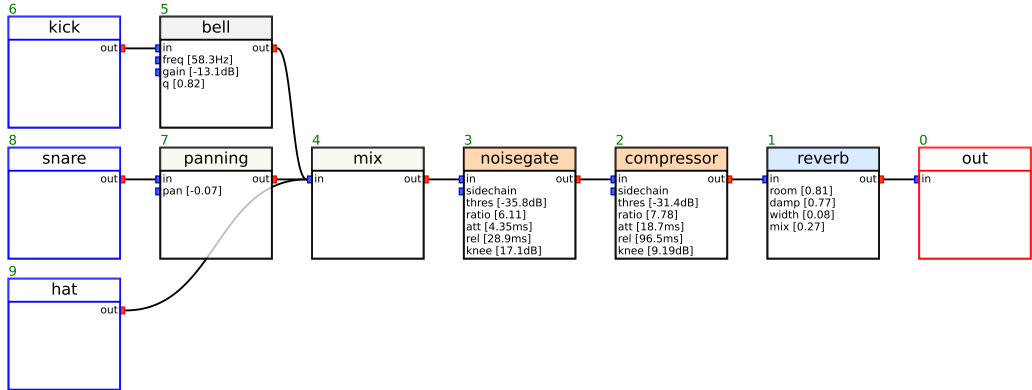 6
kick
out
5
bell
in out
freq [58.3Hz]
gain [-13.1dB]
q [0.82]
8
snare
out
7
panning
in out
pan [-0.07]
4
mix
in out
3
noisegate
in out
sidechain
thres [-35.8dB]
ratio [6.11]
att [4.35ms]
rel [28.9ms]
knee [17.1dB]
2
compressor
in out
sidechain
thres [-31.4dB]
ratio [7.78]
att [18.7ms]
rel [96.5ms]
knee [9.19dB]
1
reverb
in out
room [0.81]
damp [0.77]
width [0.08]
mix [0.27]
0
out
in
9
hat
out